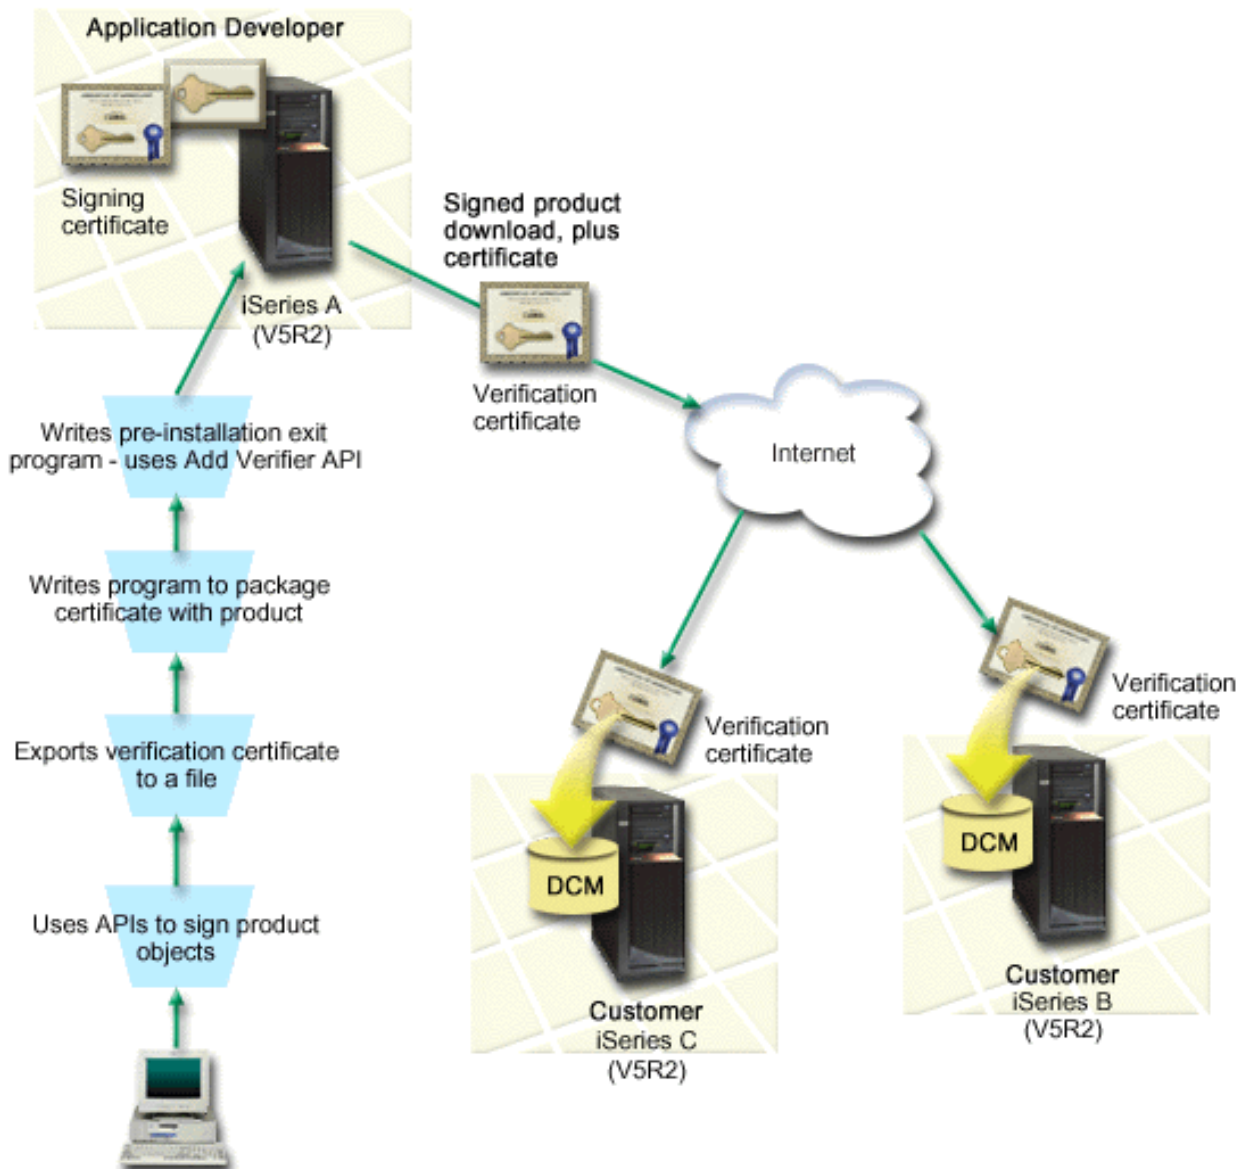 Application Developer
Signing
certificate
iSeries A
(V5R2)
Signed product
download, plus
certificate
Verification
certificate
Internet
Writes pre-installation exit
program - uses Add Verifier API
Writes program to package
certificate with product
Exports verification certificate
to a file
Uses APIs to sign product
objects
Verification
certificate
DCM
Customer
iSeries C
(V5R2)
Verification
certificate
DCM
Customer
iSeries B
(V5R2)